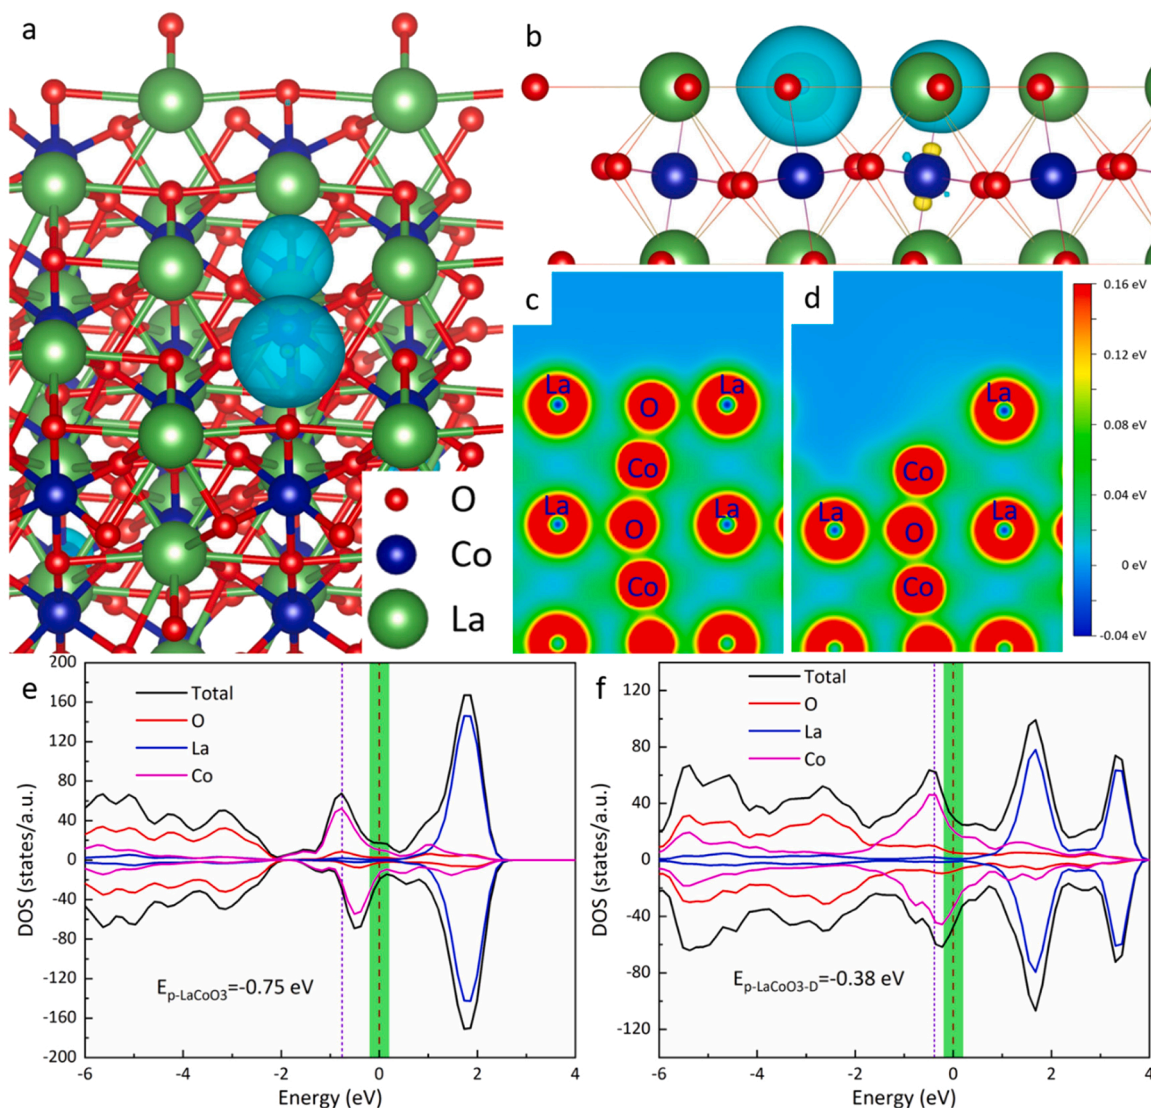 a
O
Co
La
b
c
La
O
La
Co
La
O
La
Co
d
La
Co
La
O
La
Co
0.16 eV
0.12 eV
0.08 eV
0.04 eV
0 eV
-0.04 eV
e
Total
O
La
Co
E p-LaCoO3=-0.75 eV
DOS (states/a.u.)
200
160
120
80
40
0
-40
-80
-120
-160
-200
-6
-4
-2
0
2
4
Energy (eV)
f
Total
O
La
Co
E p-LaCoO3-D=-0.38 eV
DOS (states/a.u.)
120
80
40
0
-40
-80
-120
-6
-4
-2
0
2
4
Energy (eV)